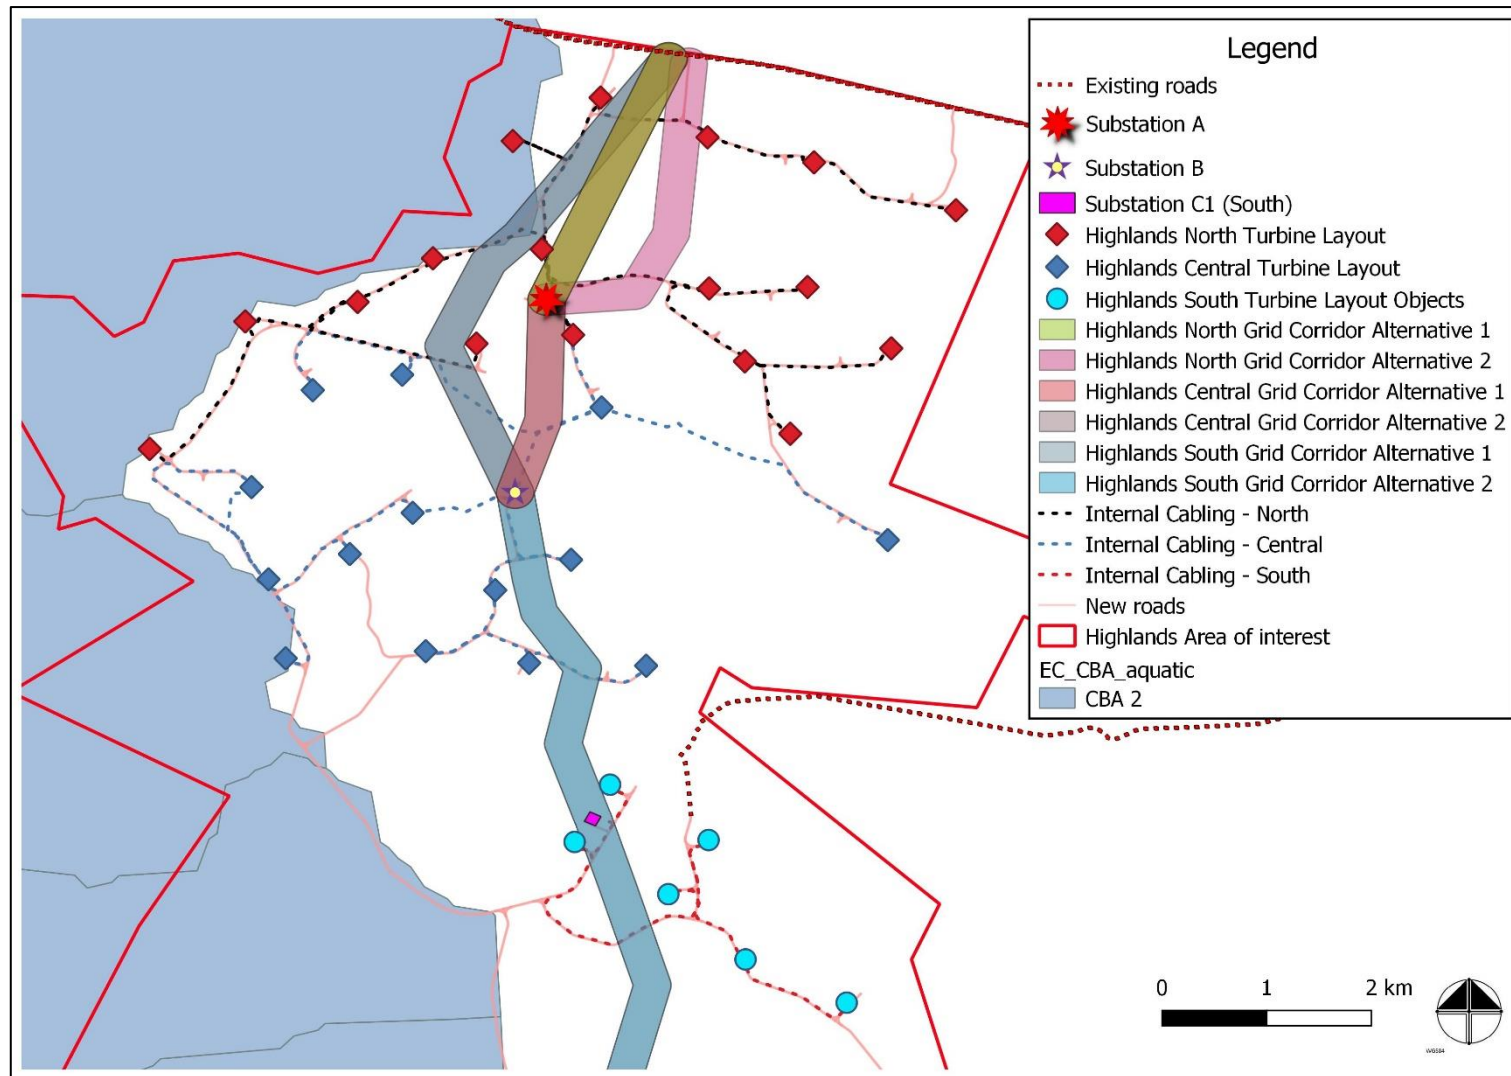 Legend
Existing roads
Substation A
Substation B
Substation C1 (South)
Highlands North Turbine Layout
Highlands Central Turbine Layout
Highlands South Turbine Layout Objects
Highlands North Grid Corridor Alternative 1
Highlands North Grid Corridor Alternative 2
Highlands Central Grid Corridor Alternative 1
Highlands Central Grid Corridor Alternative 2
Highlands South Grid Corridor Alternative 1
Highlands South Grid Corridor Alternative 2
Internal Cabling - North
Internal Cabling - Central
Internal Cabling - South
New roads
Highlands Area of interest
EC_CBA_aquatic
CBA 2
0 1 2 km